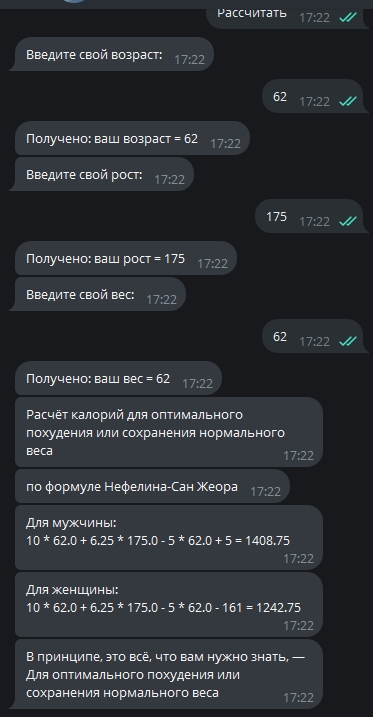 Рассчитать 17:22
Введите свой возраст: 17:22
62 17:22
Получено: ваш возраст = 62 17:22
Введите свой рост: 17:22
175 17:22
Получено: ваш рост = 175 17:22
Введите свой вес: 17:22
62 17:22
Получено: ваш вес = 62 17:22
Расчёт калорий для оптимального
похудения или сохранения нормального
веса 17:22
по формуле Нефелина-Сан Жеора 17:22
Для мужчины:
10 * 62.0 + 6.25 * 175.0 - 5 * 62.0 + 5 = 1408.75
17:22
Для женщины:
10 * 62.0 + 6.25 * 175.0 - 5 * 62.0 - 161 = 1242.75
17:22
В принципе, это всё, что вам нужно знать, —
Для оптимального похудения или
сохранения нормального веса 17:22